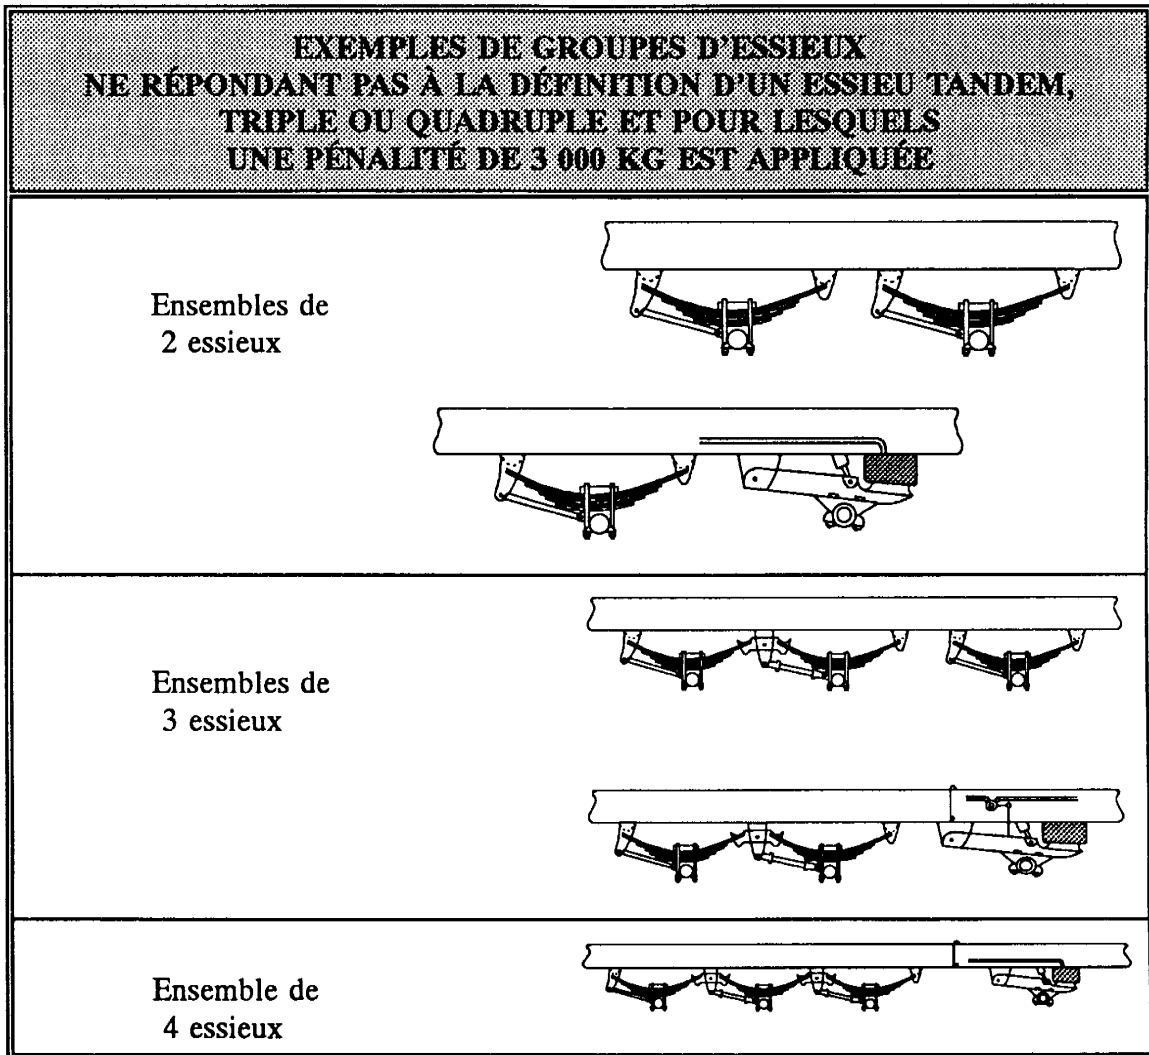 EXEMPLES DE GROUPES D'ESSIEUX
NE RÉPONDANT PAS À LA DÉFINITION D'UN ESSIEU TANDEM,
TRIPLE OU QUADRUPLE ET POUR LESQUELS
UNE PÉNALITÉ DE 3 000 KG EST APPLIQUÉE
Ensembles de
2 essieux
Ensembles de
3 essieux
Ensemble de
4 essieux